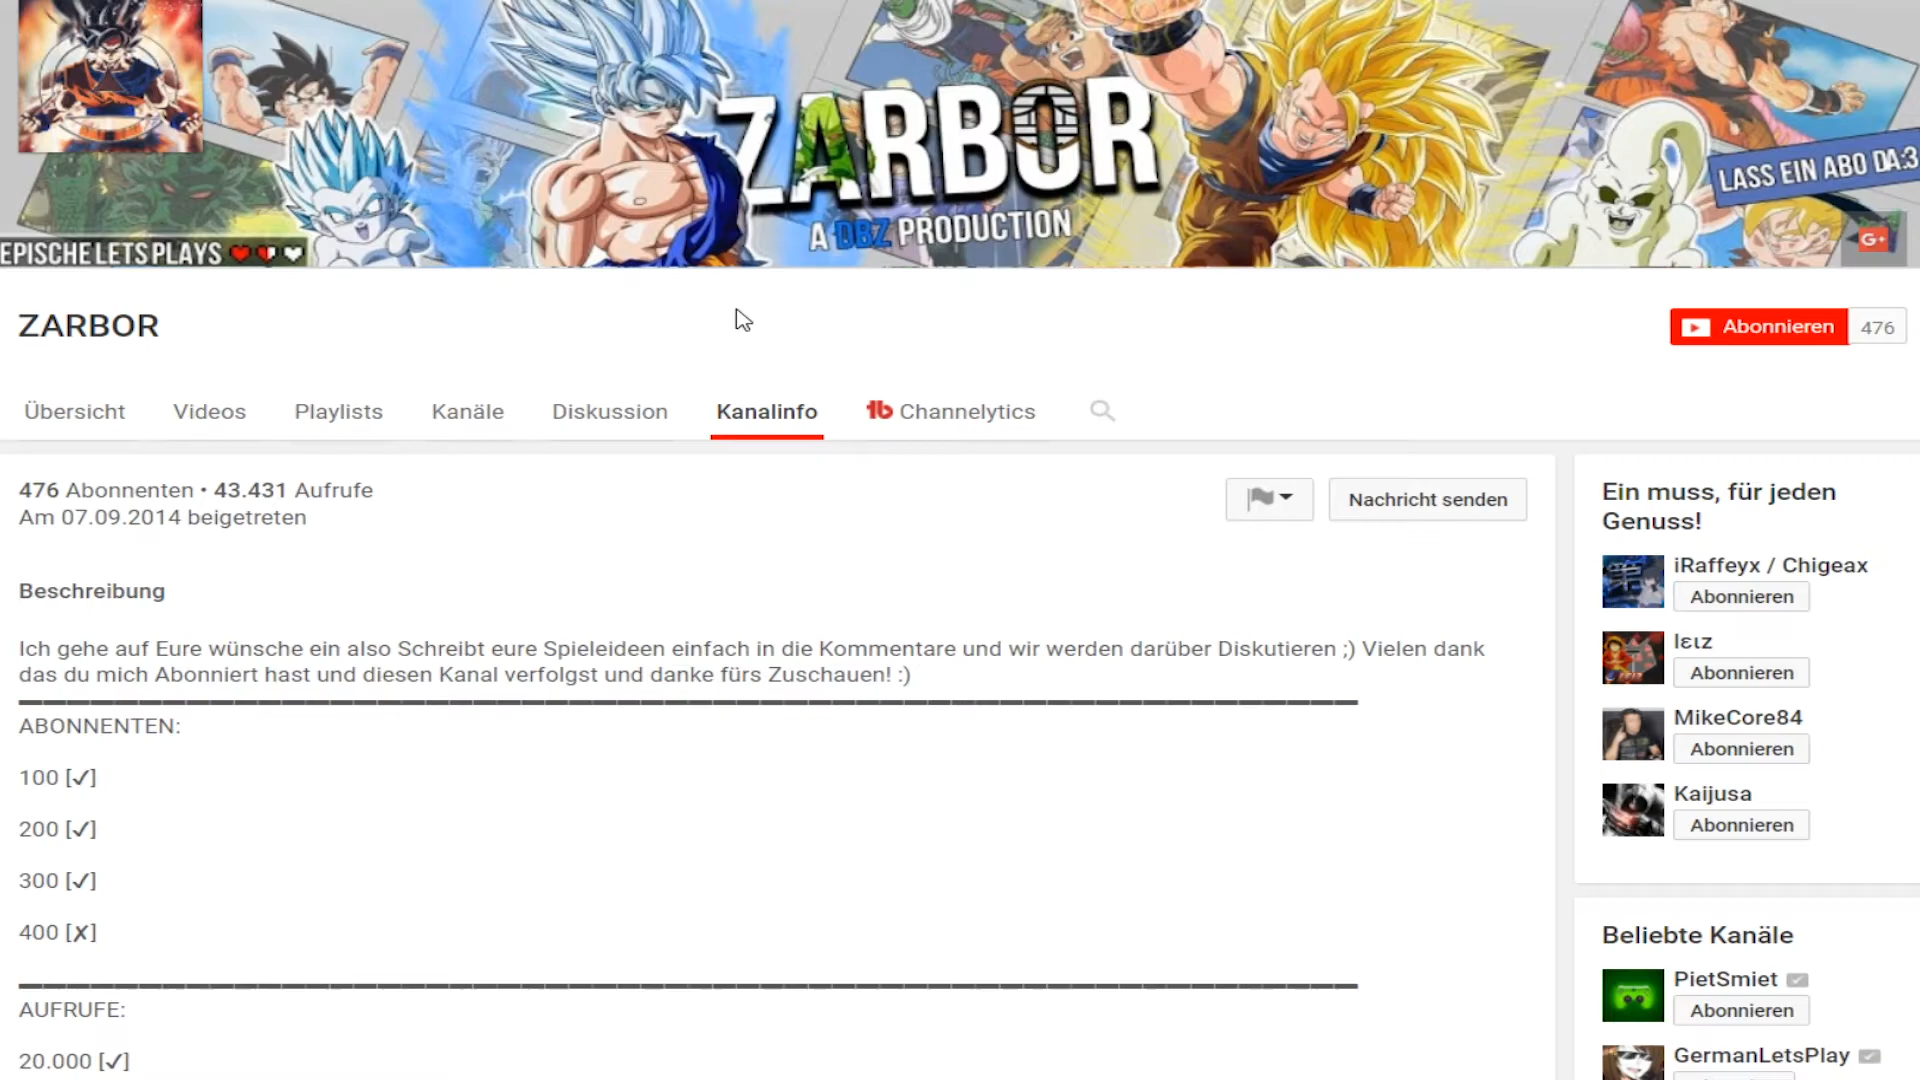 ZARBOR
A DBZ PRODUCTION
LASS EIN ABO DA:3
EPISCHE LETS PLAYS
G+
ZARBOR
Abonnieren 476
Übersicht Videos Playlists Kanäle Diskussion Kanalinfo tb Channelytics
476 Abonnenten • 43.431 Aufrufe
Am 07.09.2014 beigetreten
Nachricht senden
Beschreibung
Ich gehe auf Eure wünsche ein also Schreibt eure Spieleideen einfach in die Kommentare und wir werden darüber Diskutieren ;) Vielen dank
das du mich Abonniert hast und diesen Kanal verfolgst und danke fürs Zuschauen! :)
ABONNENTEN:
100 [✓]
200 [✓]
300 [✓]
400 [✗]
AUFRUFE:
20.000 [✓]
Ein muss, für jeden
Genuss!
iRaffeyx / Chigeax
Abonnieren
lειz
Abonnieren
MikeCore84
Abonnieren
Kaijusa
Abonnieren
Beliebte Kanäle
PietSmiet
Abonnieren
GermanLetsPlay